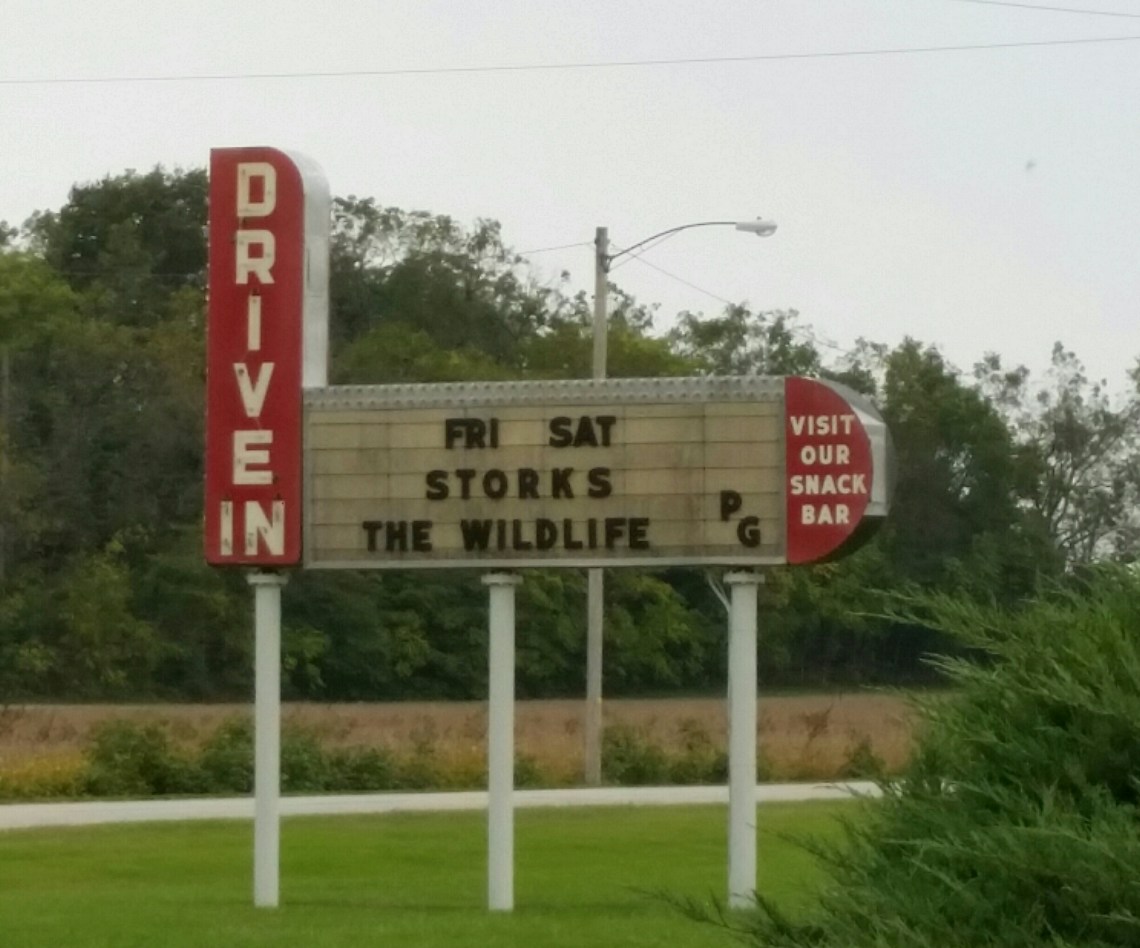 DRIVE IN
FRI SAT
STORKS
THE WILDLIFE PG
VISIT
OUR
SNACK
BAR